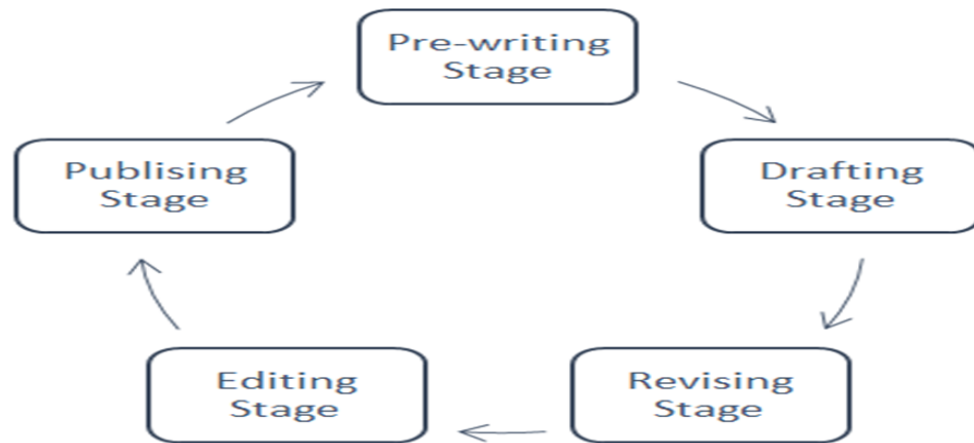 Pre-writing
Stage
Drafting
Stage
Revising
Stage
Editing
Stage
Publising
Stage